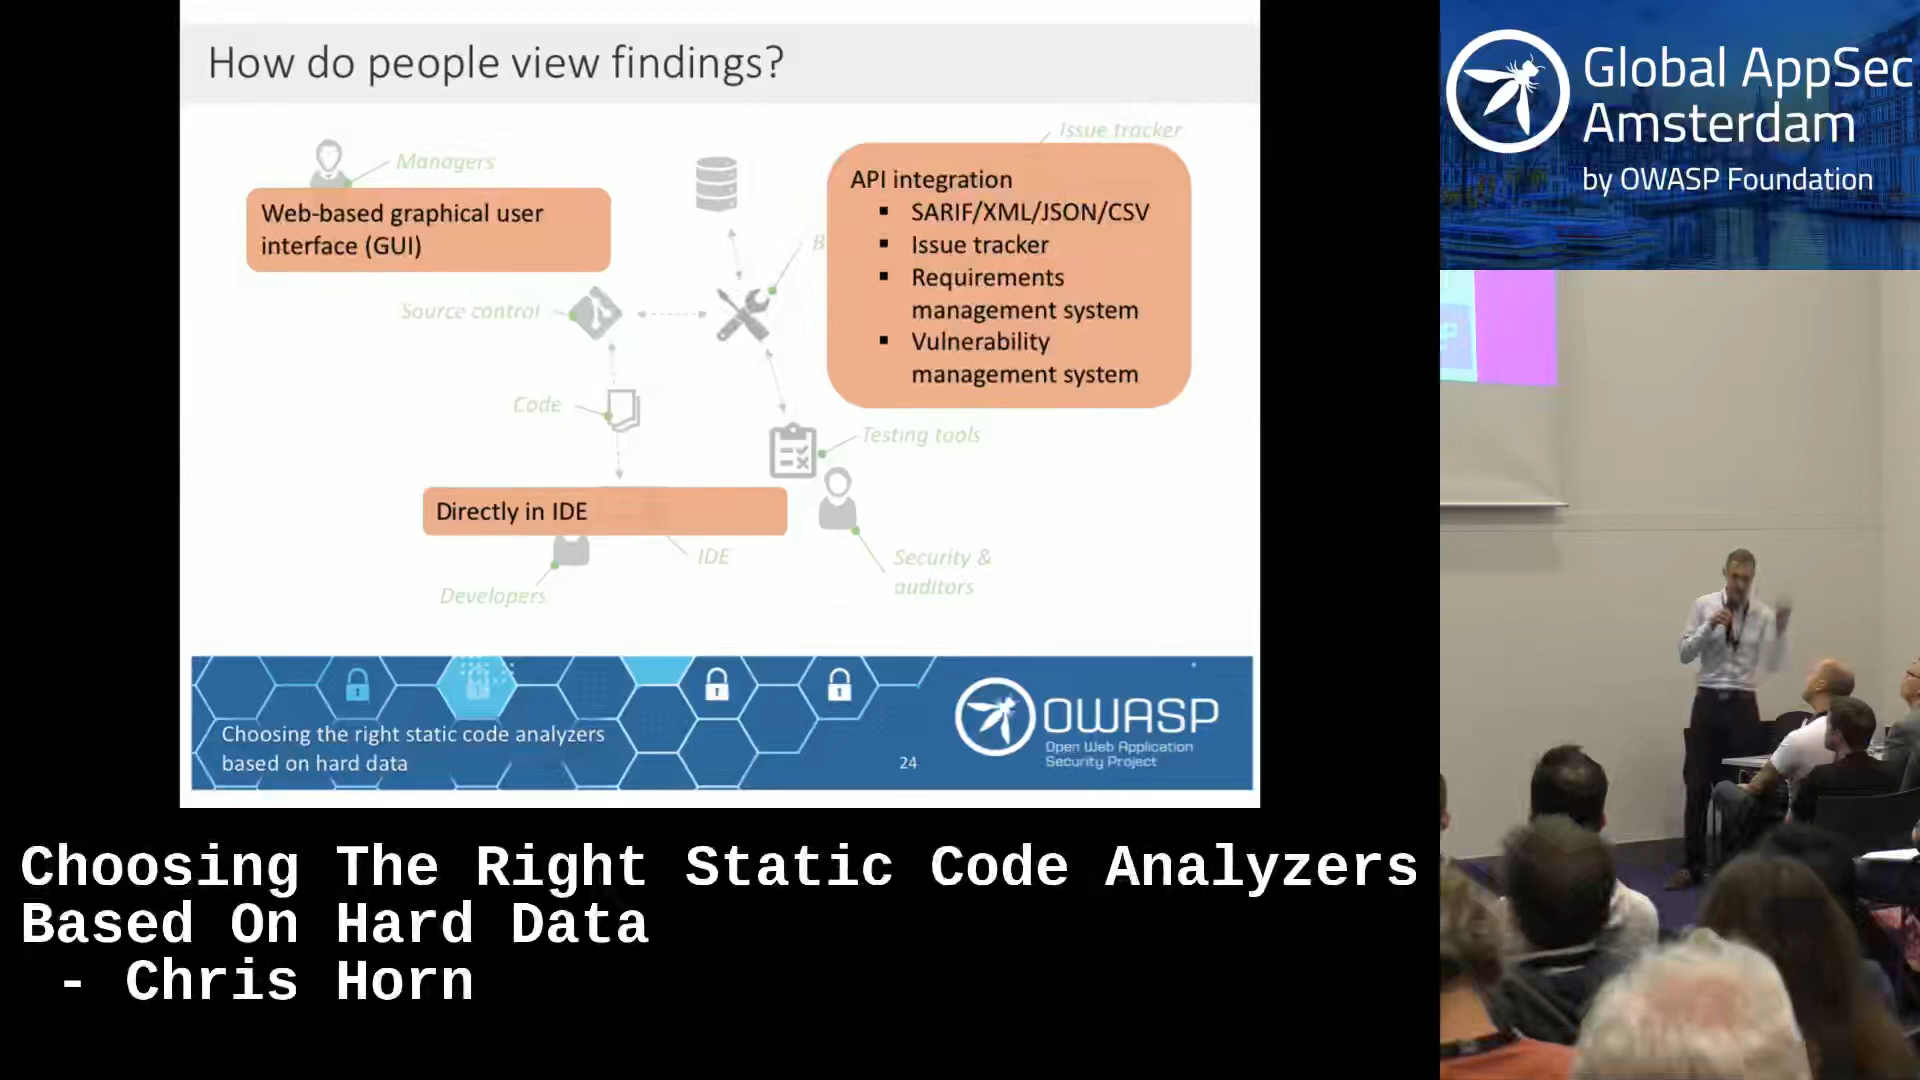 How do people view findings?
Issue tracker
Managers
API integration
▪ SARIF/XML/JSON/CSV
▪ Issue tracker
▪ Requirements
management system
▪ Vulnerability
management system
Web-based graphical user
interface (GUI)
B
Source control
Code
Testing tools
Directly in IDE
IDE
Security &
auditors
Developers
Choosing the right static code analyzers
based on hard data
24
OWASP
Open Web Application
Security Project
Global AppSec
Amsterdam
by OWASP Foundation
Choosing The Right Static Code Analyzers
Based On Hard Data
- Chris Horn